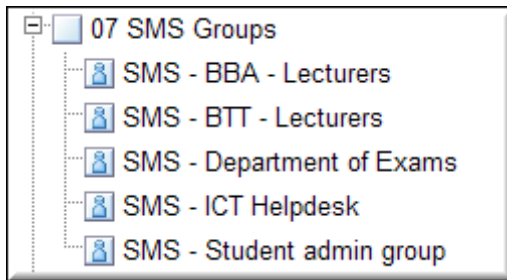 07 SMS Groups
SMS - BBA - Lecturers
SMS - BTT - Lecturers
SMS - Department of Exams
SMS - ICT Helpdesk
SMS - Student admin group